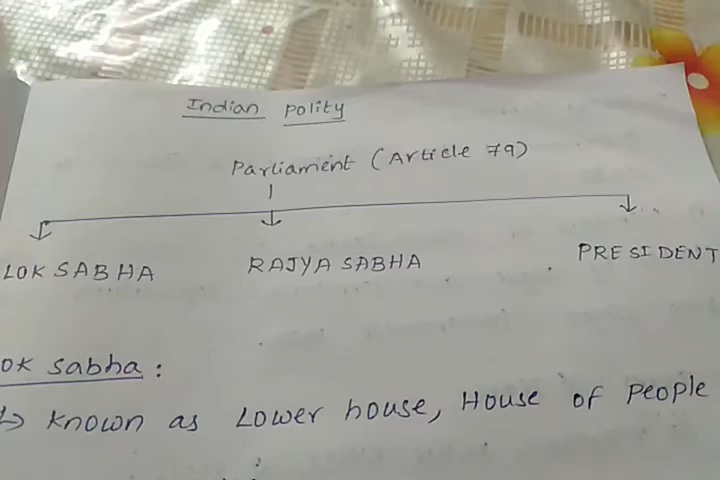 Indian Polity
Parliament (Article 79)
LOK SABHA RAJYA SABHA PRESIDENT
ok Sabha :
↳ Known as Lower house, House of People